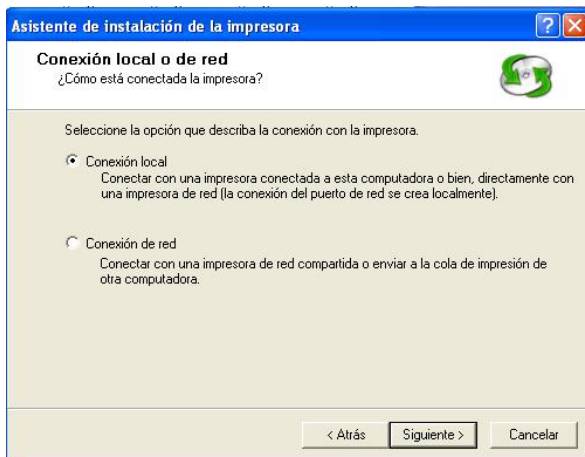 Asistente de instalación de la impresora
Conexión local o de red
¿Cómo está conectada la impresora?
Seleccione la opción que describa la conexión con la impresora.
Conexión local
Conectar con una impresora conectada a esta computadora o bien, directamente con
una impresora de red (la conexión del puerto de red se crea localmente).
Conexión de red
Conectar con una impresora de red compartida o enviar a la cola de impresión de
otra computadora.
< Atrás Siguiente > Cancelar